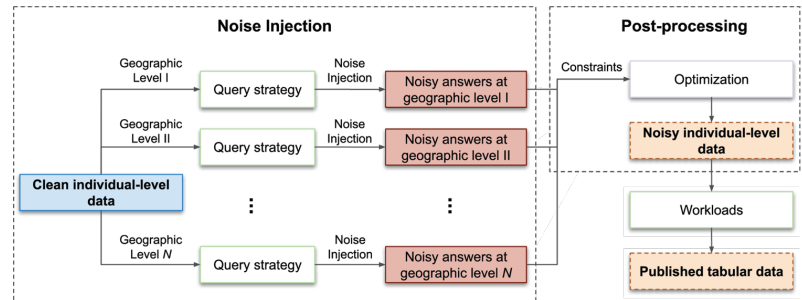 Noise Injection
Post-processing
Geographic
Level I
Noise
Injection
Query strategy
Noisy answers at
geographic level I
Constraints
Optimization
Geographic
Level II
Noise
Injection
Query strategy
Noisy answers at
geographic level II
Noisy individual-level
data
Clean individual-level
data
Workloads
Geographic
Level N
Noise
Injection
Query strategy
Noisy answers at
geographic level N
Published tabular data